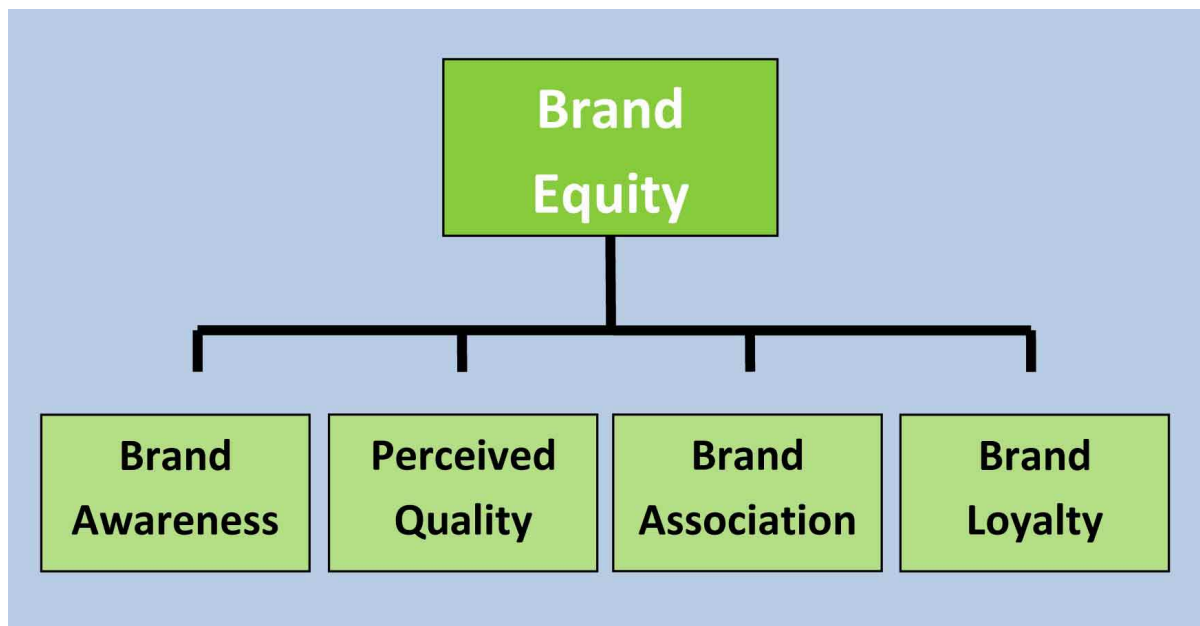 Brand
Equity
Brand
Awareness
Perceived
Quality
Brand
Association
Brand
Loyalty